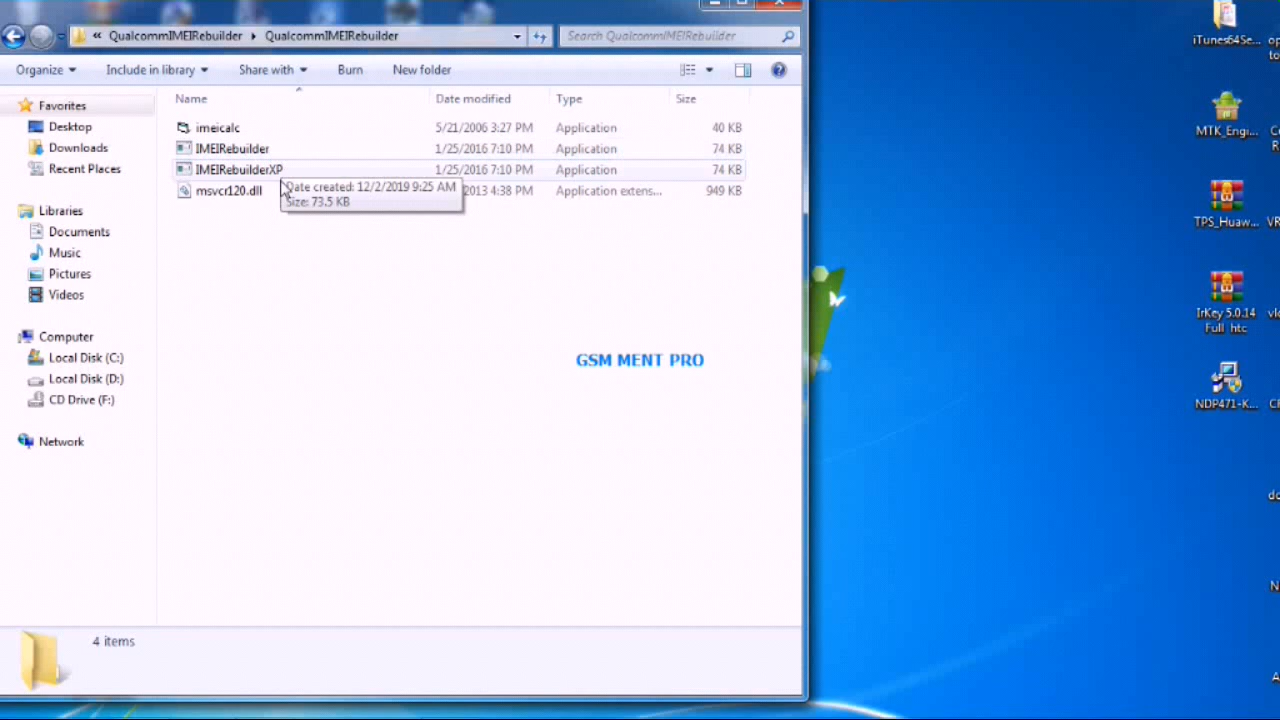 « QualcommIMEIRebuilder ▸ QualcommIMEIRebuilder
Search QualcommIMEIRebuilder
Organize Include in library Share with Burn New folder
Name Date modified Type Size
imeicalc 5/21/2006 3:27 PM Application 40 KB
IMEIRebuilder 1/25/2016 7:10 PM Application 74 KB
IMEIRebuilderXP 1/25/2016 7:10 PM Application 74 KB
msvcr120.dll 2013 4:38 PM Application extens... 949 KB
Date created: 12/2/2019 9:25 AM
Size: 73.5 KB
Favorites
Desktop
Downloads
Recent Places
Libraries
Documents
Music
Pictures
Videos
Computer
Local Disk (C:)
Local Disk (D:)
CD Drive (F:)
Network
GSM MENT PRO
4 items
iTunes64Se...
MTK_Engi...
TPS_Huaw...
IrKey 5.0.14
Full_htc
NDP471-K...